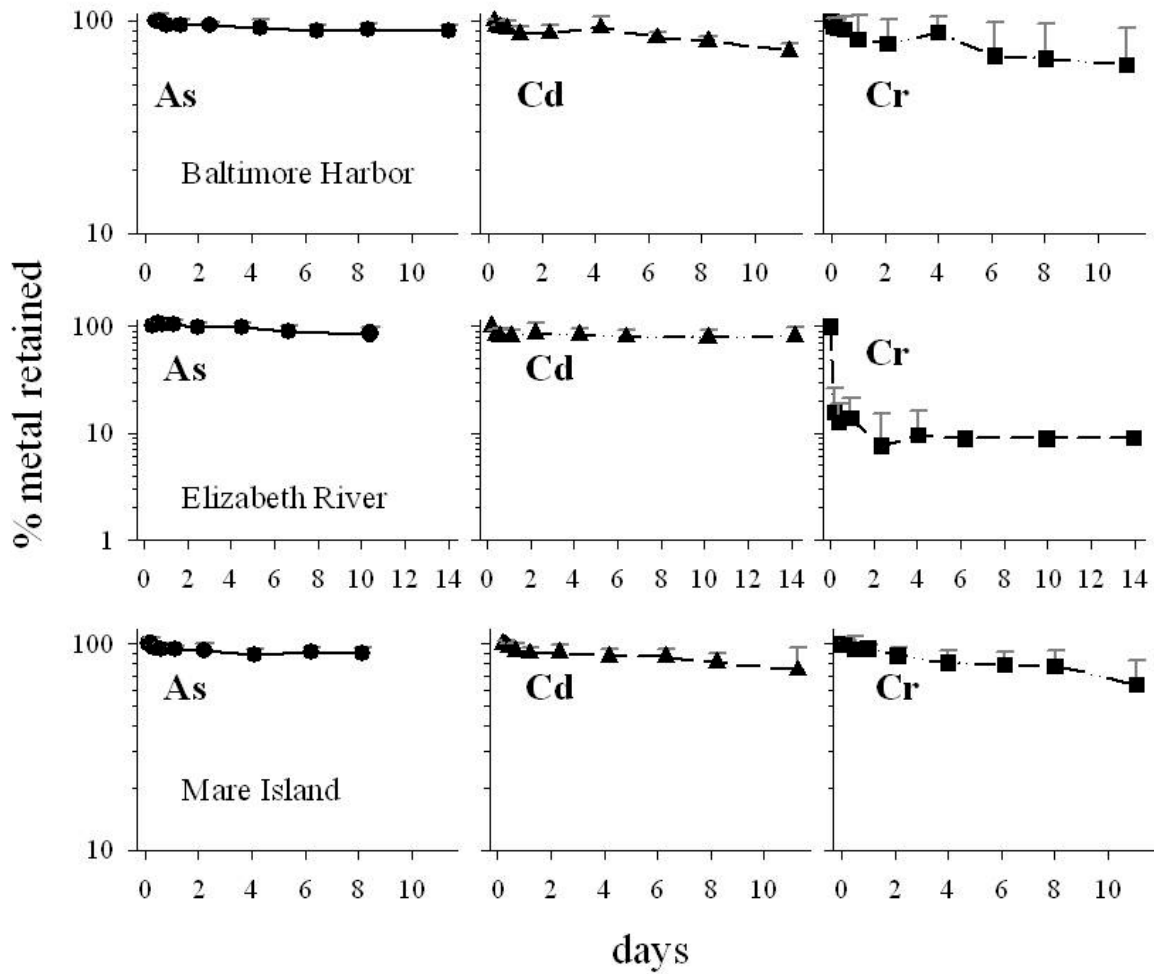 % metal retained
100
10
As
Baltimore Harbor
0 2 4 6 8 10
Cd
0 2 4 6 8 10
Cr
0 2 4 6 8 10
100
10
1
As
Elizabeth River
0 2 4 6 8 10 12 14
Cd
0 2 4 6 8 10 12 14
Cr
0 2 4 6 8 10 12 14
100
10
As
Mare Island
0 2 4 6 8 10
Cd
0 2 4 6 8 10
Cr
0 2 4 6 8 10
days